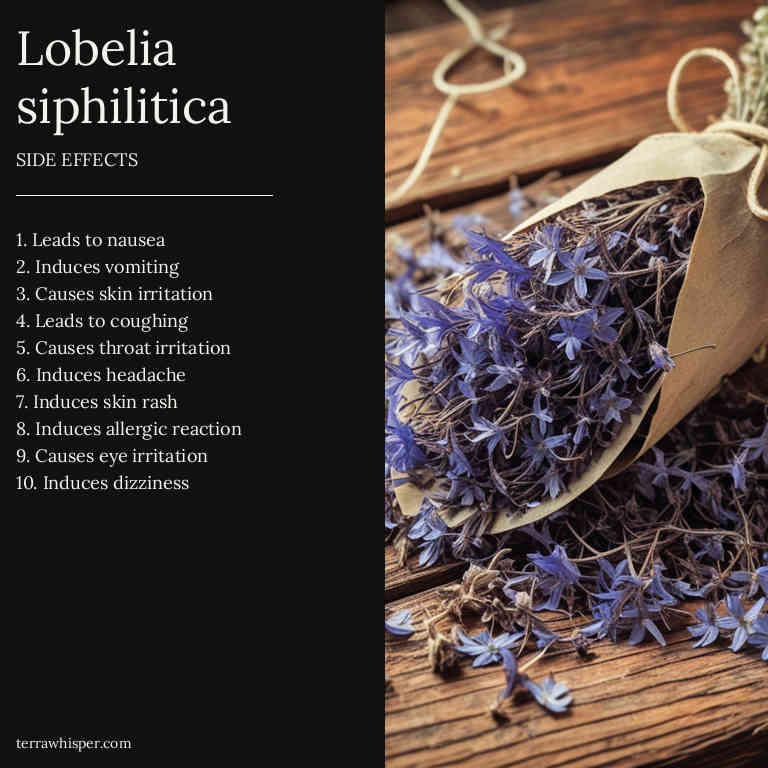 Lobelia
siphilitica
SIDE EFFECTS
1. Leads to nausea
2. Induces vomiting
3. Causes skin irritation
4. Leads to coughing
5. Causes throat irritation
6. Induces headache
7. Induces skin rash
8. Induces allergic reaction
9. Causes eye irritation
10. Induces dizziness
terrawhisper.com